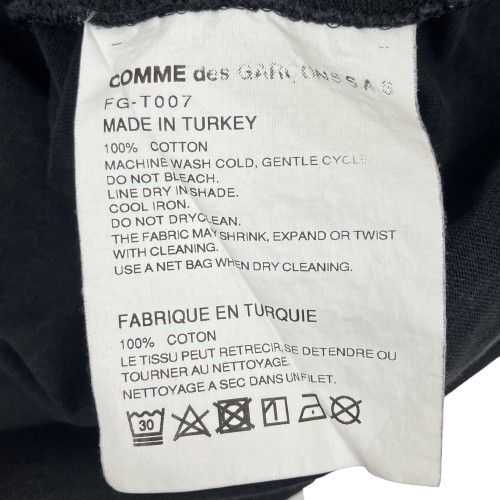 COMME des GARÇONS S A S
FG-T007
MADE IN TURKEY
100% COTTON
MACHINE WASH COLD, GENTLE CYCLE
DO NOT BLEACH.
LINE DRY IN SHADE.
COOL IRON.
DO NOT DRYCLEAN.
THE FABRIC MAY SHRINK, EXPAND OR TWIST
WITH CLEANING.
USE A NET BAG WHEN DRY CLEANING.
FABRIQUE EN TURQUIE
100% COTON
LE TISSU PEUT RETRECIR, SE DETENDRE OU
TOURNER AU NETTOYAGE.
NETTOYAGE A SEC DANS UN FILET.
30